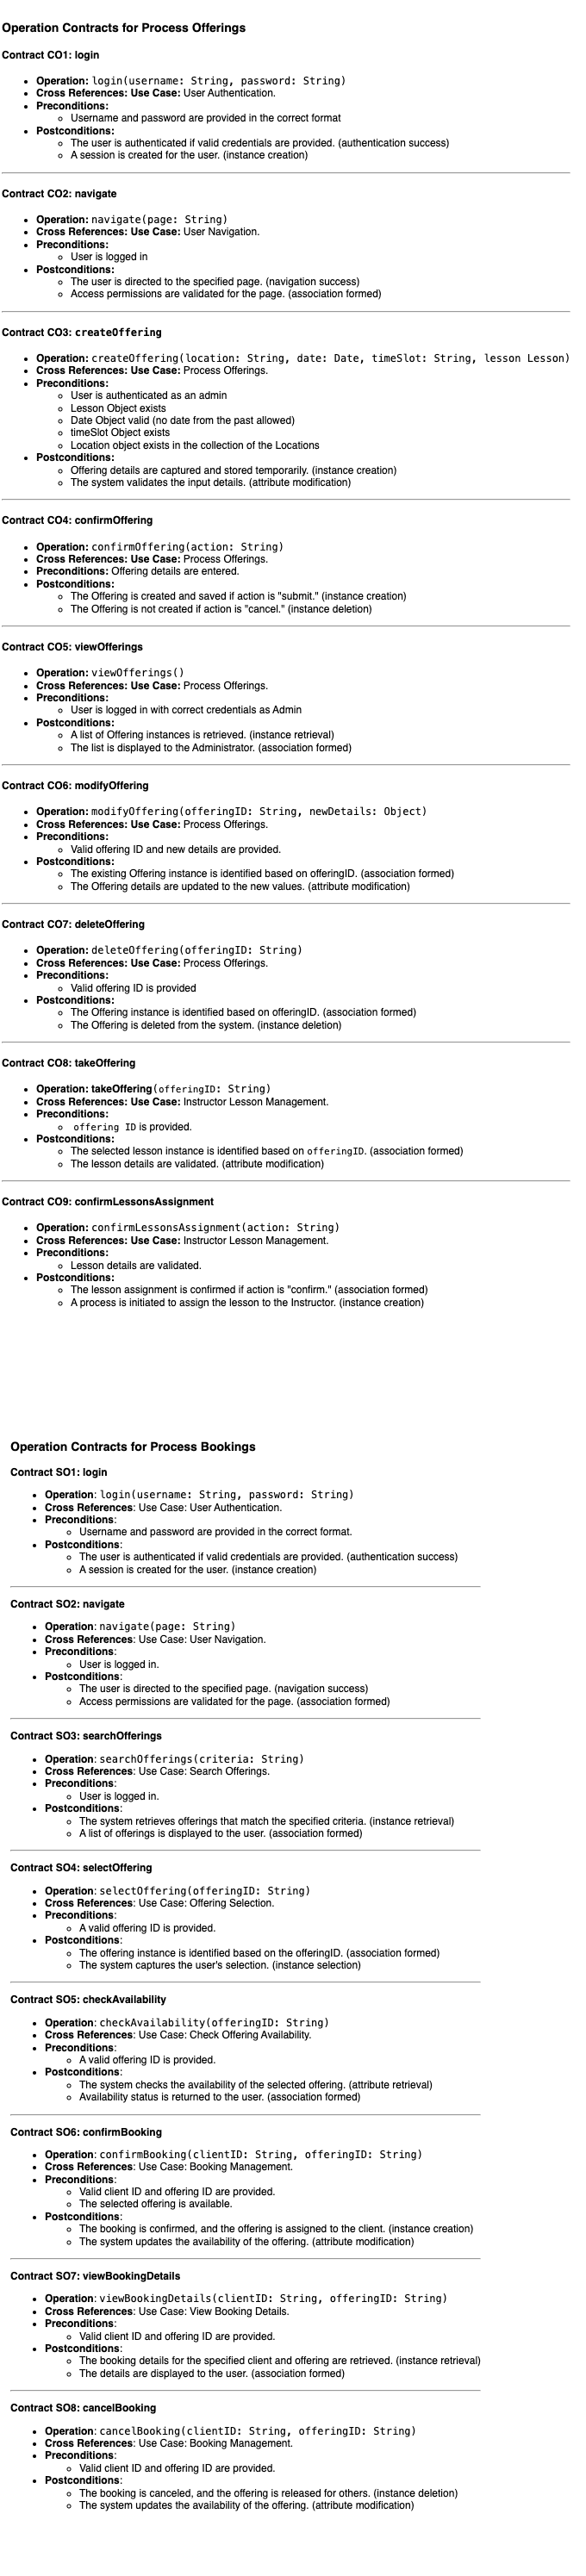 Operation Contracts for Process Offerings
Contract CO1: login
• Operation: login(username: String, password: String)
• Cross References: Use Case: User Authentication.
• Preconditions:
◦ Username and password are provided in the correct format
• Postconditions:
◦ The user is authenticated if valid credentials are provided. (authentication success)
◦ A session is created for the user. (instance creation)
Contract CO2: navigate
• Operation: navigate(page: String)
• Cross References: Use Case: User Navigation.
• Preconditions:
◦ User is logged in
• Postconditions:
◦ The user is directed to the specified page. (navigation success)
◦ Access permissions are validated for the page. (association formed)
Contract CO3: createOffering
• Operation: createOffering(location: String, date: Date, timeSlot: String, lesson Lesson)
• Cross References: Use Case: Process Offerings.
• Preconditions:
◦ User is authenticated as an admin
◦ Lesson Object exists
◦ Date Object valid (no date from the past allowed)
◦ timeSlot Object exists
◦ Location object exists in the collection of the Locations
• Postconditions:
◦ Offering details are captured and stored temporarily. (instance creation)
◦ The system validates the input details. (attribute modification)
Contract CO4: confirmOffering
• Operation: confirmOffering(action: String)
• Cross References: Use Case: Process Offerings.
• Preconditions: Offering details are entered.
• Postconditions:
◦ The Offering is created and saved if action is "submit." (instance creation)
◦ The Offering is not created if action is "cancel." (instance deletion)
Contract CO5: viewOfferings
• Operation: viewOfferings()
• Cross References: Use Case: Process Offerings.
• Preconditions:
◦ User is logged in with correct credentials as Admin
• Postconditions:
◦ A list of Offering instances is retrieved. (instance retrieval)
◦ The list is displayed to the Administrator. (association formed)
Contract CO6: modifyOffering
• Operation: modifyOffering(offeringID: String, newDetails: Object)
• Cross References: Use Case: Process Offerings.
• Preconditions:
◦ Valid offering ID and new details are provided.
• Postconditions:
◦ The existing Offering instance is identified based on offeringID. (association formed)
◦ The Offering details are updated to the new values. (attribute modification)
Contract CO7: deleteOffering
• Operation: deleteOffering(offeringID: String)
• Cross References: Use Case: Process Offerings.
• Preconditions:
◦ Valid offering ID is provided
• Postconditions:
◦ The Offering instance is identified based on offeringID. (association formed)
◦ The Offering is deleted from the system. (instance deletion)
Contract CO8: takeOffering
• Operation: takeOffering(offeringID: String)
• Cross References: Use Case: Instructor Lesson Management.
• Preconditions:
◦ offering ID is provided.
• Postconditions:
◦ The selected lesson instance is identified based on offeringID. (association formed)
◦ The lesson details are validated. (attribute modification)
Contract CO9: confirmLessonsAssignment
• Operation: confirmLessonsAssignment(action: String)
• Cross References: Use Case: Instructor Lesson Management.
• Preconditions:
◦ Lesson details are validated.
• Postconditions:
◦ The lesson assignment is confirmed if action is "confirm." (association formed)
◦ A process is initiated to assign the lesson to the Instructor. (instance creation)
Operation Contracts for Process Bookings
Contract SO1: login
• Operation: login(username: String, password: String)
• Cross References: Use Case: User Authentication.
• Preconditions:
◦ Username and password are provided in the correct format.
• Postconditions:
◦ The user is authenticated if valid credentials are provided. (authentication success)
◦ A session is created for the user. (instance creation)
Contract SO2: navigate
• Operation: navigate(page: String)
• Cross References: Use Case: User Navigation.
• Preconditions:
◦ User is logged in.
• Postconditions:
◦ The user is directed to the specified page. (navigation success)
◦ Access permissions are validated for the page. (association formed)
Contract SO3: searchOfferings
• Operation: searchOfferings(criteria: String)
• Cross References: Use Case: Search Offerings.
• Preconditions:
◦ User is logged in.
• Postconditions:
◦ The system retrieves offerings that match the specified criteria. (instance retrieval)
◦ A list of offerings is displayed to the user. (association formed)
Contract SO4: selectOffering
• Operation: selectOffering(offeringID: String)
• Cross References: Use Case: Offering Selection.
• Preconditions:
◦ A valid offering ID is provided.
• Postconditions:
◦ The offering instance is identified based on the offeringID. (association formed)
◦ The system captures the user's selection. (instance selection)
Contract SO5: checkAvailability
• Operation: checkAvailability(offeringID: String)
• Cross References: Use Case: Check Offering Availability.
• Preconditions:
◦ A valid offering ID is provided.
• Postconditions:
◦ The system checks the availability of the selected offering. (attribute retrieval)
◦ Availability status is returned to the user. (association formed)
Contract SO6: confirmBooking
• Operation: confirmBooking(clientID: String, offeringID: String)
• Cross References: Use Case: Booking Management.
• Preconditions:
◦ Valid client ID and offering ID are provided.
◦ The selected offering is available.
• Postconditions:
◦ The booking is confirmed, and the offering is assigned to the client. (instance creation)
◦ The system updates the availability of the offering. (attribute modification)
Contract SO7: viewBookingDetails
• Operation: viewBookingDetails(clientID: String, offeringID: String)
• Cross References: Use Case: View Booking Details.
• Preconditions:
◦ Valid client ID and offering ID are provided.
• Postconditions:
◦ The booking details for the specified client and offering are retrieved. (instance retrieval)
◦ The details are displayed to the user. (association formed)
Contract SO8: cancelBooking
• Operation: cancelBooking(clientID: String, offeringID: String)
• Cross References: Use Case: Booking Management.
• Preconditions:
◦ Valid client ID and offering ID are provided.
• Postconditions:
◦ The booking is canceled, and the offering is released for others. (instance deletion)
◦ The system updates the availability of the offering. (attribute modification)